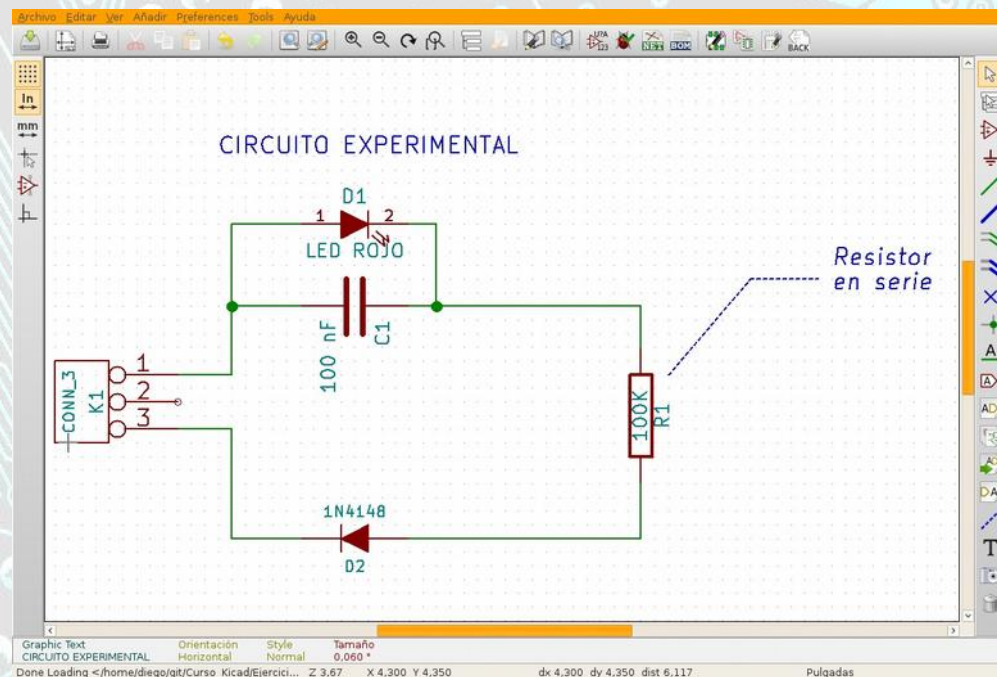 Archivo Editar Ver Añadir Preferences Tools Ayuda
BACK
In
mm
CIRCUITO EXPERIMENTAL
D1
1 2
LED ROJO
Resistor
en serie
100 nF
C1
CONN_3
K1
1
2
3
100K
R1
1N4148
D2
Graphic Text Orientación Style Tamaño
CIRCUITO EXPERIMENTAL Horizontal Normal 0,060 "
Done Loading </home/diego/git/Curso_Kicad/Ejercici... Z 3,67 X 4,300 Y 4,350 dx 4,300 dy 4,350 dist 6,117 Pulgadas